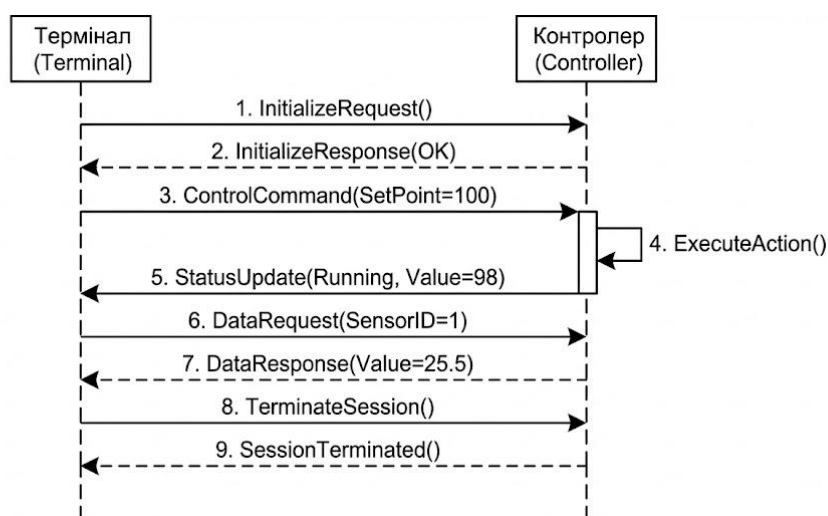 Термінал
(Terminal)
Контролер
(Controller)
1. InitializeRequest()
2. InitializeResponse(OK)
3. ControlCommand(SetPoint=100)
4. ExecuteAction()
5. StatusUpdate(Running, Value=98)
6. DataRequest(SensorID=1)
7. DataResponse(Value=25.5)
8. TerminateSession()
9. SessionTerminated()